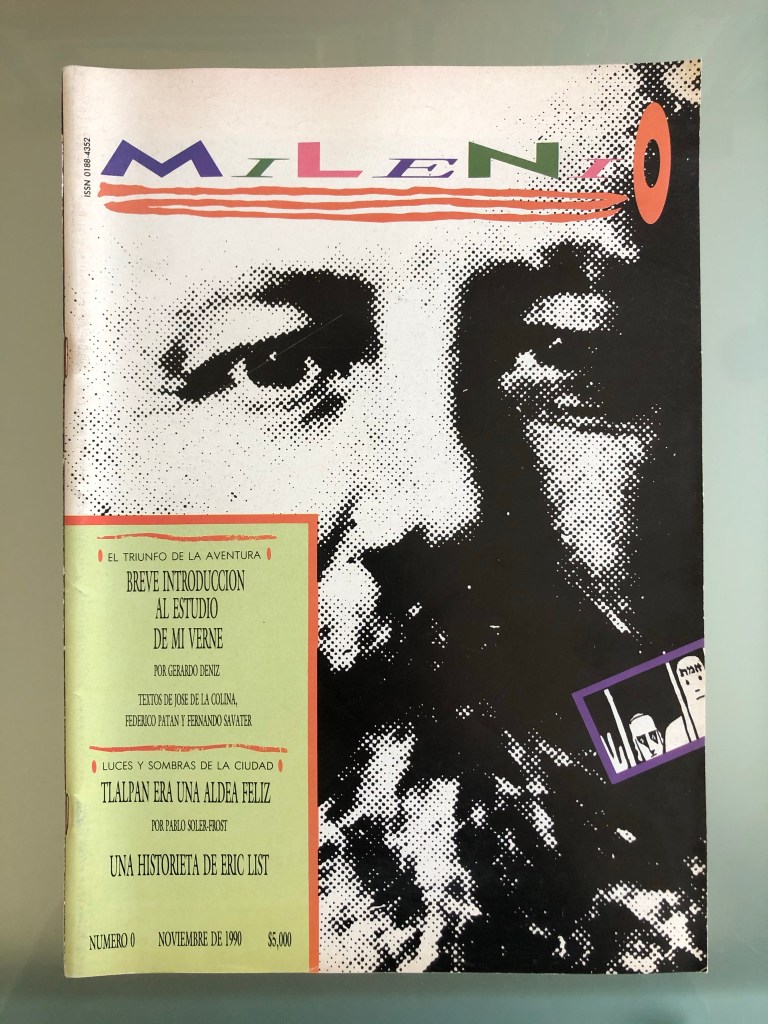 ISSN 0188-4352
MiLeNiO
EL TRIUNFO DE LA AVENTURA
BREVE INTRODUCCION
AL ESTUDIO
DE MI VERNE
POR GERARDO DENIZ
TEXTOS DE JOSE DE LA COLINA,
FEDERICO PATAN Y FERNANDO SAVATER
LUCES Y SOMBRAS DE LA CIUDAD
TLALPAN ERA UNA ALDEA FELIZ
POR PABLO SOLER-FROST
UNA HISTORIETA DE ERIC LIST
NUMERO 0 NOVIEMBRE DE 1990 $5,000
אמת